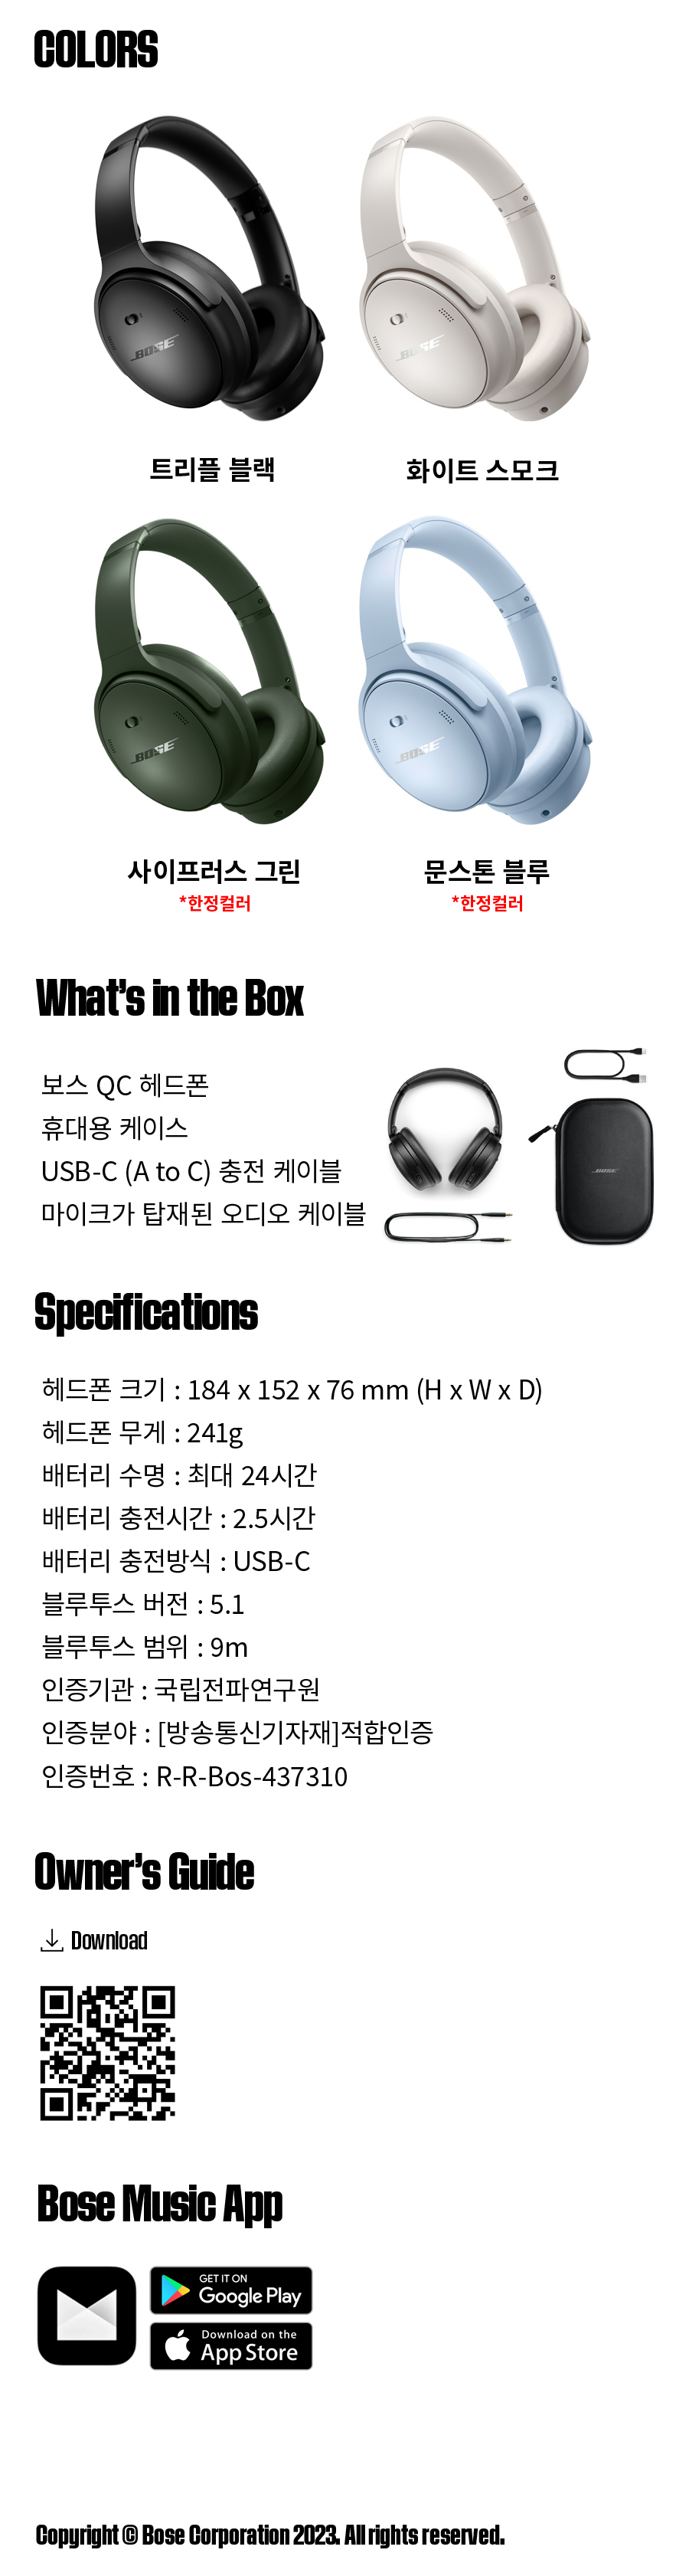 COLORS
BOSE
BOSE
트리플 블랙
화이트 스모크
BOSE
BOSE
사이프러스 그린
문스톤 블루
*한정컬러
*한정컬러
What's in the Box
보스 QC 헤드폰
휴대용 케이스
USB-C (A to C) 충전 케이블
마이크가 탑재된 오디오 케이블
BOSE
Specifications
헤드폰 크기 : 184 x 152 x 76 mm (H x W x D)
헤드폰 무게 : 241g
배터리 수명 : 최대 24시간
배터리 충전시간 : 2.5시간
배터리 충전방식 : USB-C
블루투스 버전 : 5.1
블루투스 범위 : 9m
인증기관 : 국립전파연구원
인증분야 : [방송통신기자재]적합인증
인증번호 : R-R-Bos-437310
Owner's Guide
Download
Bose Music App
GET IT ON
Google Play
Download on the
App Store
Copyright © Bose Corporation 2023. All rights reserved.